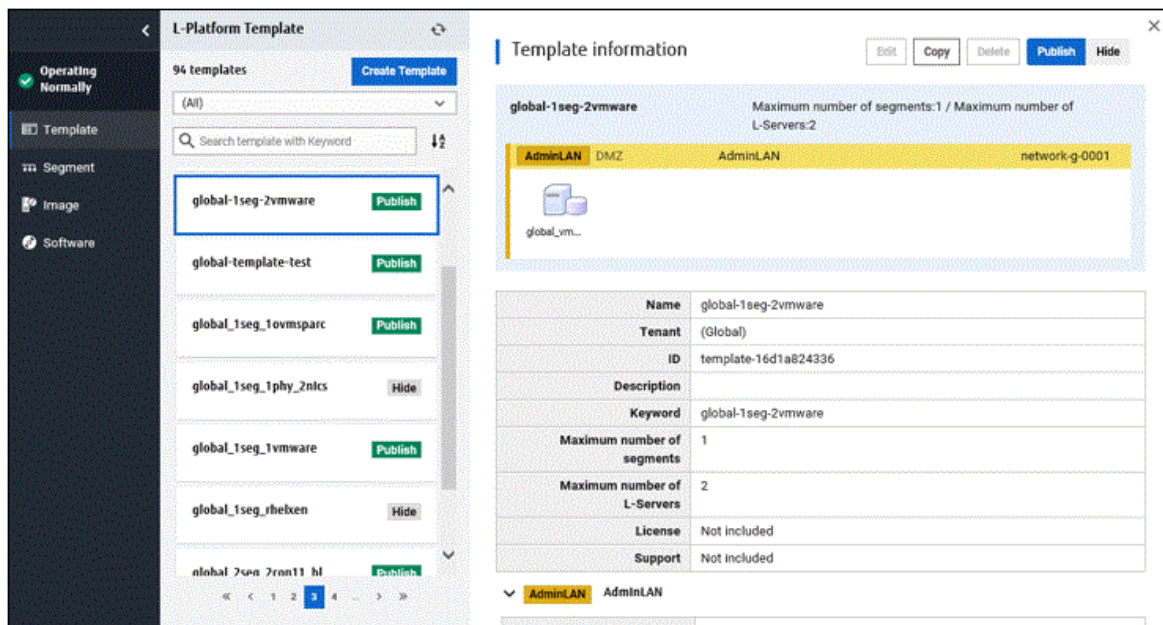 Operating
Normally
Template
Segment
Image
Software
L-Platform Template
94 templates
Create Template
(All)
Search template with Keyword
global-1seg-2vmware Publish
global-template-test Publish
global_1seg_1ovmsparc Publish
global_1seg_1phy_2nics Hide
global_1seg_1vmware Publish
global_1seg_rhelxen Hide
global_2seg_2rop11_bl Publish
« < 1 2 3 4 … > »
Template information
Edit Copy Delete Publish Hide
global-1seg-2vmware
Maximum number of segments:1 / Maximum number of
L-Servers:2
AdminLAN DMZ AdminLAN network-g-0001
global_vm...
Name global-1seg-2vmware
Tenant (Global)
ID template-16d1a824336
Description
Keyword global-1seg-2vmware
Maximum number of
segments
1
Maximum number of
L-Servers
2
License Not included
Support Not included
AdminLAN AdminLAN